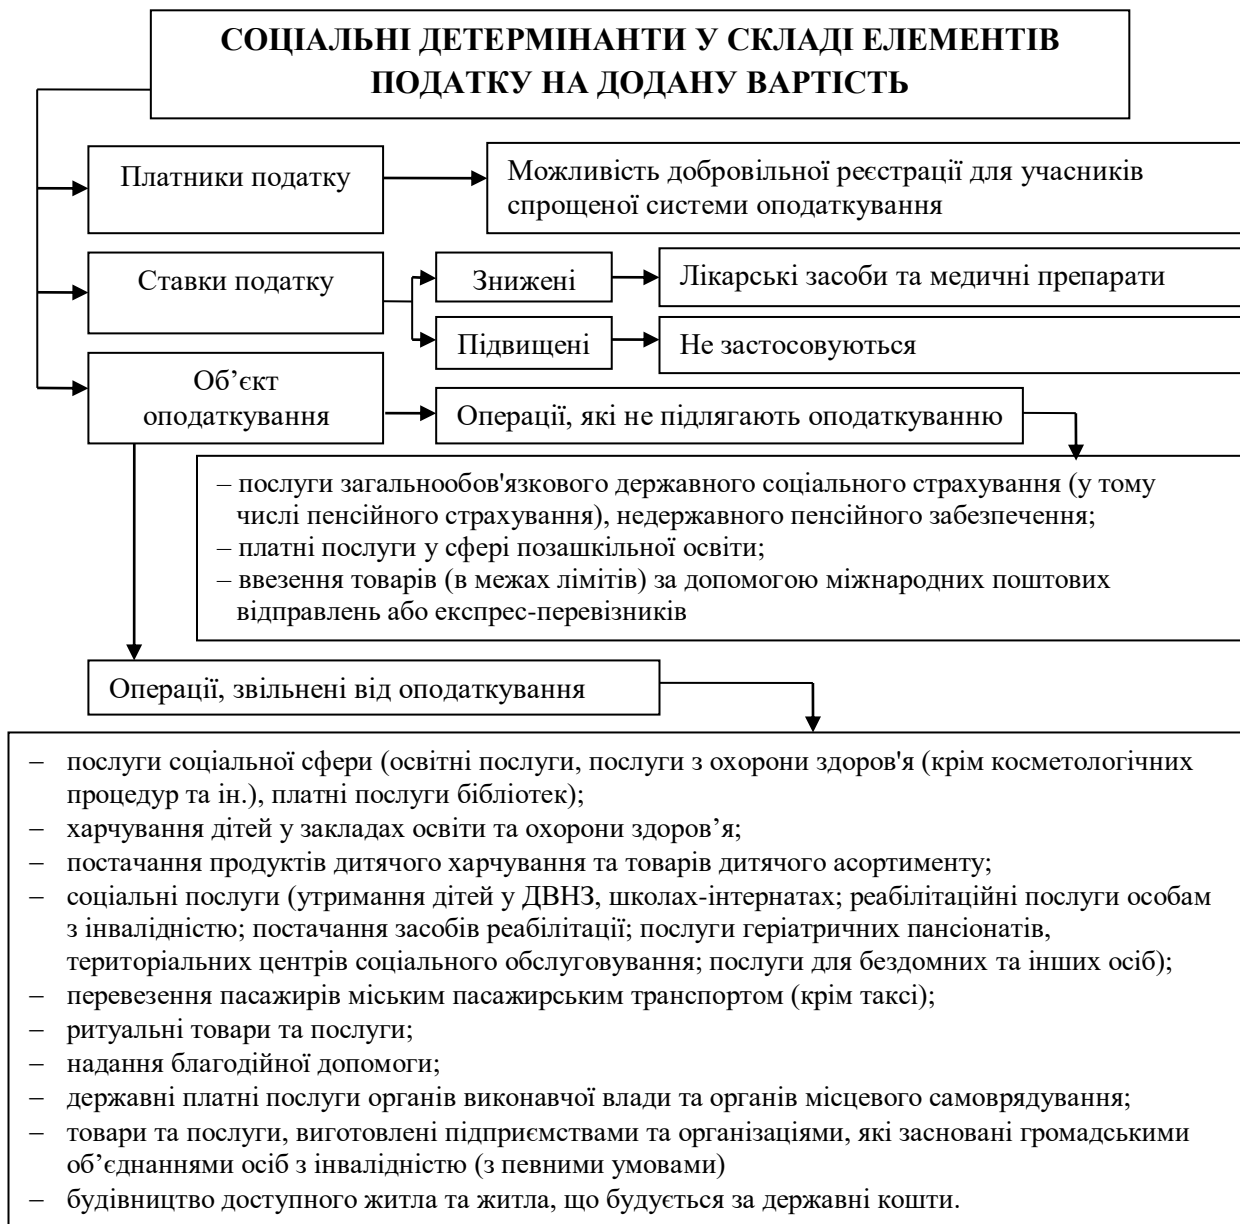 СОЦІАЛЬНІ ДЕТЕРМІНАНТИ У СКЛАДІ ЕЛЕМЕНТІВ
ПОДАТКУ НА ДОДАНУ ВАРТІСТЬ
Платники податку
Можливість добровільної реєстрації для учасників
спрощеної системи оподаткування
Ставки податку
Знижені
Лікарські засоби та медичні препарати
Підвищені
Не застосовуються
Об’єкт
оподаткування
Операції, які не підлягають оподаткуванню
– послуги загальнообов'язкового державного соціального страхування (у тому
числі пенсійного страхування), недержавного пенсійного забезпечення;
– платні послуги у сфері позашкільної освіти;
– ввезення товарів (в межах лімітів) за допомогою міжнародних поштових
відправлень або експрес-перевізників
Операції, звільнені від оподаткування
– послуги соціальної сфери (освітні послуги, послуги з охорони здоров'я (крім косметологічних
процедур та ін.), платні послуги бібліотек);
– харчування дітей у закладах освіти та охорони здоров’я;
– постачання продуктів дитячого харчування та товарів дитячого асортименту;
– соціальні послуги (утримання дітей у ДВНЗ, школах-інтернатах; реабілітаційні послуги особам
з інвалідністю; постачання засобів реабілітації; послуги геріатричних пансіонатів,
територіальних центрів соціального обслуговування; послуги для бездомних та інших осіб);
– перевезення пасажирів міським пасажирським транспортом (крім таксі);
– ритуальні товари та послуги;
– надання благодійної допомоги;
– державні платні послуги органів виконавчої влади та органів місцевого самоврядування;
– товари та послуги, виготовлені підприємствами та організаціями, які засновані громадськими
об’єднаннями осіб з інвалідністю (з певними умовами)
– будівництво доступного житла та житла, що будується за державні кошти.